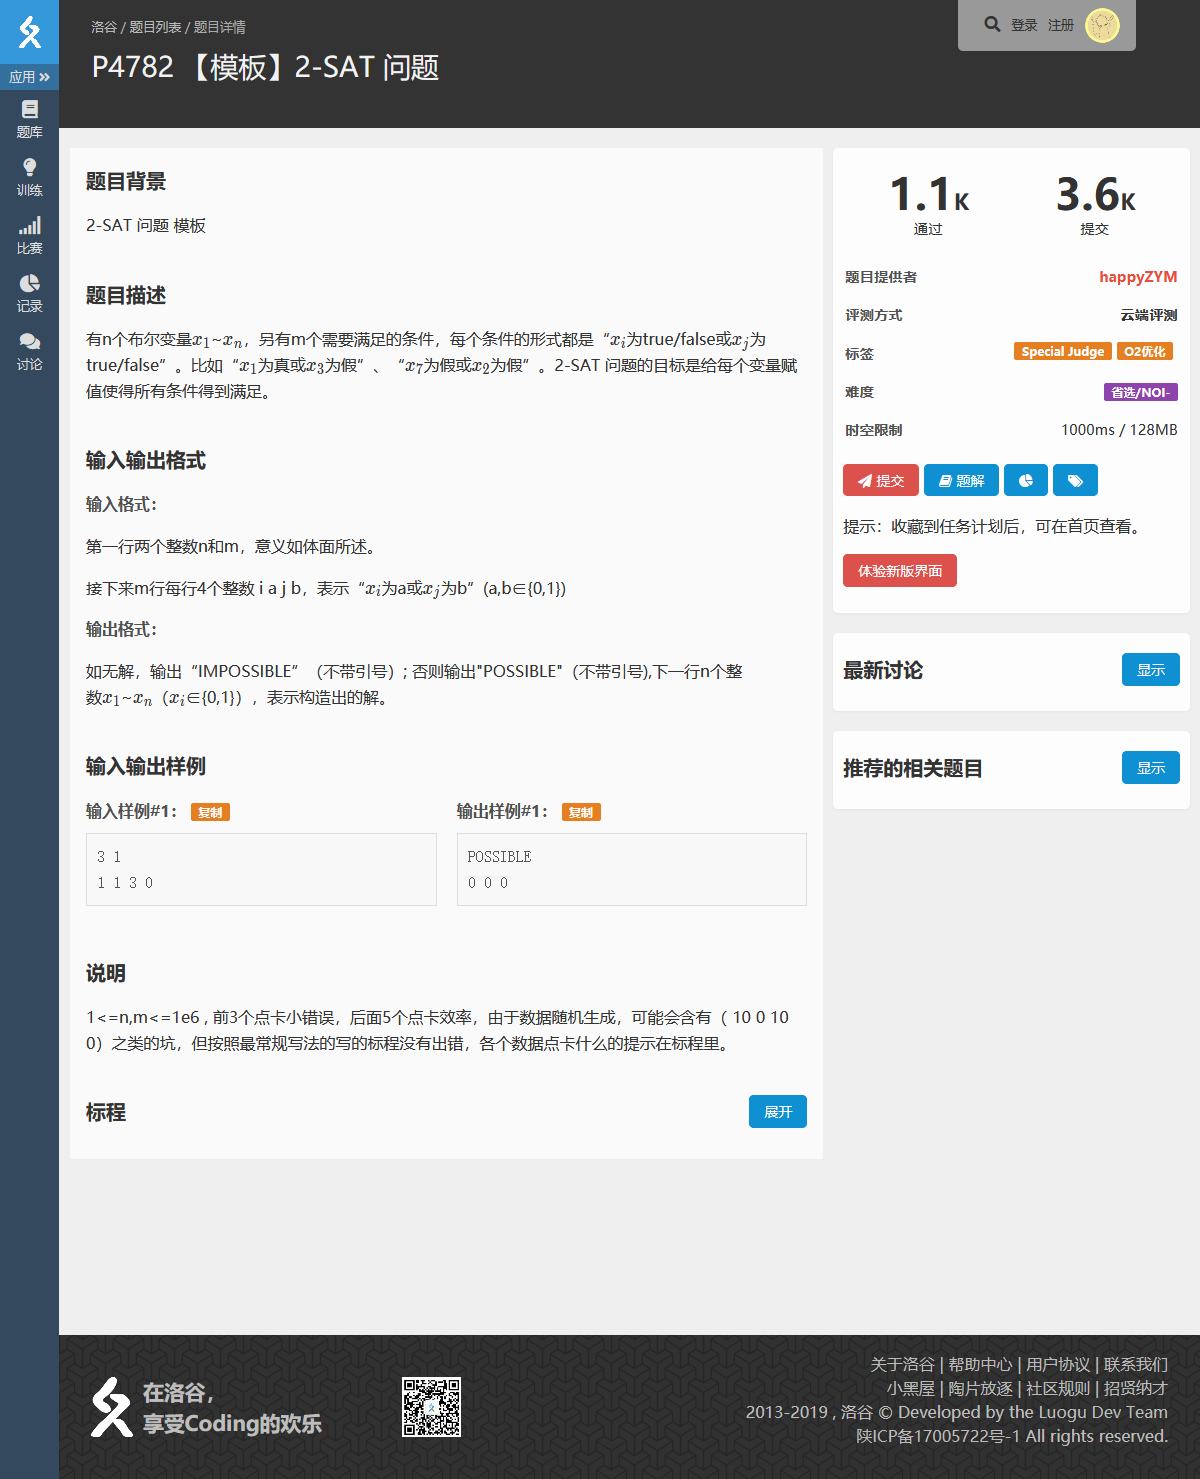 洛谷 / 题目列表 / 题目详情
P4782 【模板】2-SAT 问题
登录 注册
应用
题库
训练
比赛
记录
讨论
题目背景
2-SAT 问题 模板
题目描述
有n个布尔变量x1~xn，另有m个需要满足的条件，每个条件的形式都是“xi为true/false或xj为
true/false”。比如“x1为真或x3为假”、“x7为假或x2为假”。2-SAT 问题的目标是给每个变量赋
值使得所有条件得到满足。
输入输出格式
输入格式：
第一行两个整数n和m，意义如体面所述。
接下来m行每行4个整数 i a j b，表示“xi为a或xj为b”(a,b∈{0,1})
输出格式：
如无解，输出“IMPOSSIBLE”（不带引号）; 否则输出"POSSIBLE"（不带引号),下一行n个整
数x1~xn（xi∈{0,1}），表示构造出的解。
输入输出样例
输入样例#1： 复制
3 1
1 1 3 0
输出样例#1： 复制
POSSIBLE
0 0 0
说明
1<=n,m<=1e6 , 前3个点卡小错误，后面5个点卡效率，由于数据随机生成，可能会含有（ 10 0 10
0）之类的坑，但按照最常规写法的写的标程没有出错，各个数据点卡什么的提示在标程里。
标程
展开
1.1K 3.6K
通过 提交
题目提供者 happyZYM
评测方式 云端评测
标签 Special Judge O2优化
难度 省选/NOI-
时空限制 1000ms / 128MB
提交 题解
提示：收藏到任务计划后，可在首页查看。
体验新版界面
最新讨论 显示
推荐的相关题目 显示
在洛谷，
享受Coding的欢乐
关于洛谷 | 帮助中心 | 用户协议 | 联系我们
小黑屋 | 陶片放逐 | 社区规则 | 招贤纳才
2013-2019 , 洛谷 © Developed by the Luogu Dev Team
陕ICP备17005722号-1 All rights reserved.